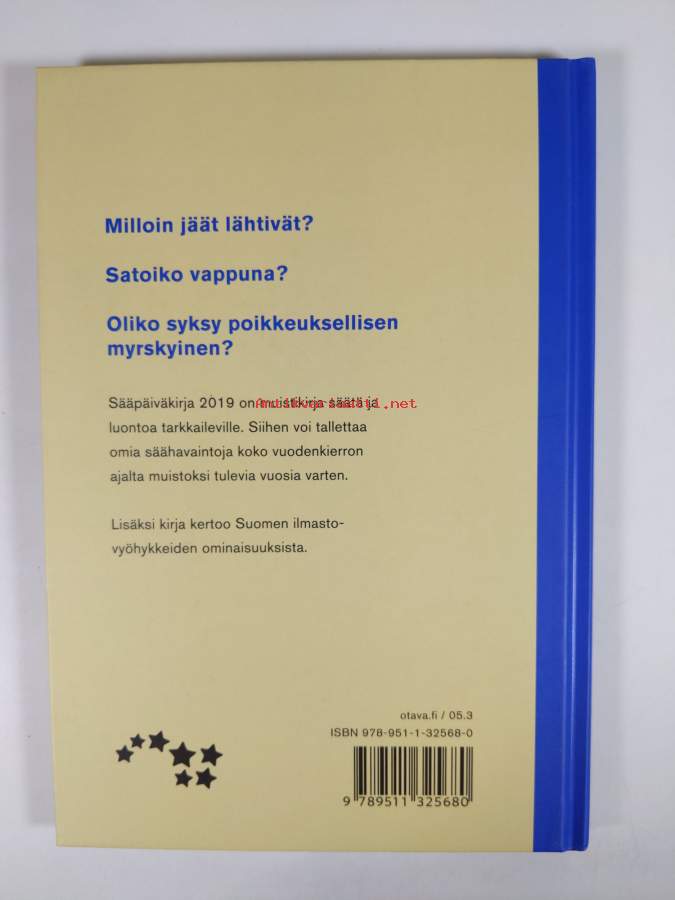 Milloin jäät lähtivät?
Satoiko vappuna?
Oliko syksy poikkeuksellisen
myrskyinen?
Sääpäiväkirja 2019 on muistikirja säätä ja
antikvariaatti.net
luontoa tarkkaileville. Siihen voi tallettaa
omia säähavaintoja koko vuodenkierron
ajalta muistoksi tulevia vuosia varten.
Lisäksi kirja kertoo Suomen ilmasto-
vyöhykkeiden ominaisuuksista.
otava.fi / 05.3
ISBN 978-951-1-32568-0
9 789511 325680